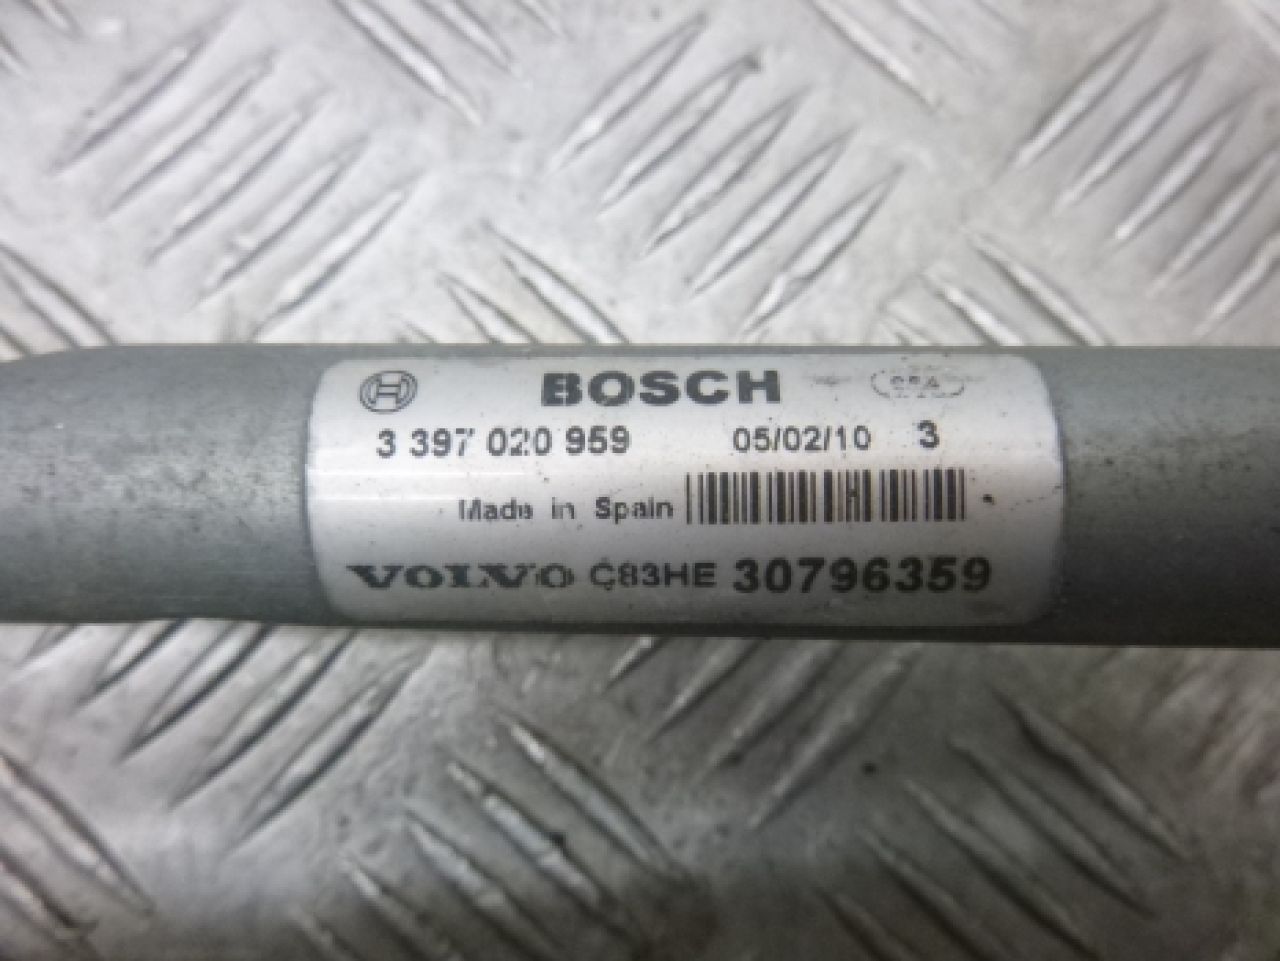 BOSCH
3 397 020 959 05/02/10 3
Made in Spain
VOLVO C83HE 30796359